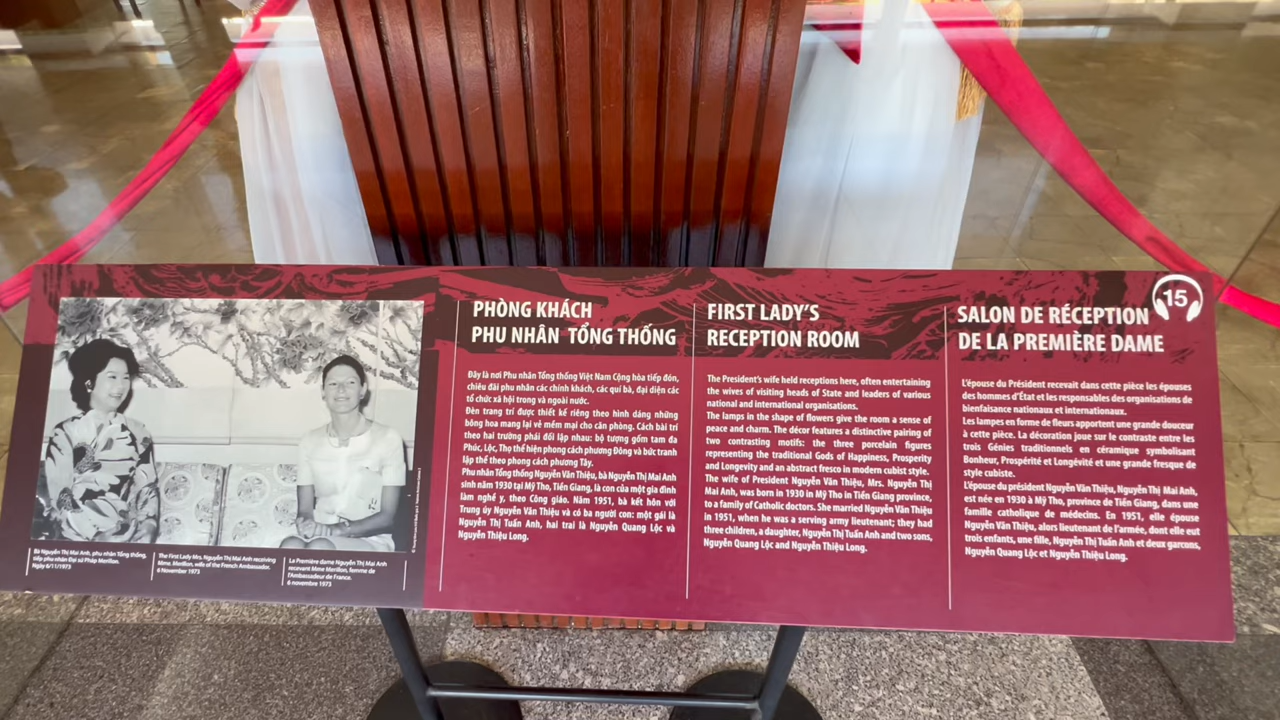 Bà Nguyễn Thị Mai Anh, phu nhân Tổng thống,
tiếp phu nhân Đại sứ Pháp Merillon.
Ngày 6/11/1973
The First Lady Mrs. Nguyễn Thị Mai Anh receiving
Mme. Merillon, wife of the French Ambassador.
6 November 1973
La Première dame Nguyễn Thị Mai Anh
recevant Mme Merillon, femme de
l'Ambassadeur de France.
6 novembre 1973
PHÒNG KHÁCH
PHU NHÂN TỔNG THỐNG
Đây là nơi Phu nhân Tổng thống Việt Nam Cộng hòa tiếp đón,
chiêu đãi phu nhân các chính khách, các quí bà, đại diện các
tổ chức xã hội trong và ngoài nước.
Đèn trang trí được thiết kế riêng theo hình dáng những
bông hoa mang lại vẻ mềm mại cho căn phòng. Cách bài trí
theo hai trường phái đối lập nhau: bộ tượng gốm tam đa
Phúc, Lộc, Thọ thể hiện phong cách phương Đông và bức tranh
lập thể theo phong cách phương Tây.
Phu nhân Tổng thống Nguyễn Văn Thiệu, bà Nguyễn Thị Mai Anh
sinh năm 1930 tại Mỹ Tho, Tiền Giang, là con của một gia đình
làm nghề y, theo Công giáo. Năm 1951, bà kết hôn với
Trung úy Nguyễn Văn Thiệu và có ba người con: một gái là
Nguyễn Thị Tuấn Anh, hai trai là Nguyễn Quang Lộc và
Nguyễn Thiệu Long.
FIRST LADY'S
RECEPTION ROOM
The President's wife held receptions here, often entertaining
the wives of visiting heads of State and leaders of various
national and international organisations.
The lamps in the shape of flowers give the room a sense of
peace and charm. The décor features a distinctive pairing of
two contrasting motifs: the three porcelain figures
representing the traditional Gods of Happiness, Prosperity
and Longevity and an abstract fresco in modern cubist style.
The wife of President Nguyễn Văn Thiệu, Mrs. Nguyễn Thị
Mai Anh, was born in 1930 in Mỹ Tho in Tiền Giang province,
to a family of Catholic doctors. She married Nguyễn Văn Thiệu
in 1951, when he was a serving army lieutenant; they had
three children, a daughter, Nguyễn Thị Tuấn Anh and two sons,
Nguyễn Quang Lộc and Nguyễn Thiệu Long.
15
SALON DE RÉCEPTION
DE LA PREMIÈRE DAME
L'épouse du Président recevait dans cette pièce les épouses
des hommes d'État et les responsables des organisations de
bienfaisance nationaux et internationaux.
Les lampes en forme de fleurs apportent une grande douceur
à cette pièce. La décoration joue sur le contraste entre les
trois Génies traditionnels en céramique symbolisant
Bonheur, Prospérité et Longévité et une grande fresque de
style cubiste.
L'épouse du président Nguyễn Văn Thiệu, Nguyễn Thị Mai Anh,
est née en 1930 à Mỹ Tho, province de Tiền Giang, dans une
famille catholique de médecins. En 1951, elle épouse
Nguyễn Văn Thiệu, alors lieutenant de l'armée, dont elle eut
trois enfants, une fille, Nguyễn Thị Tuấn Anh et deux garçons,
Nguyễn Quang Lộc et Nguyễn Thiệu Long.